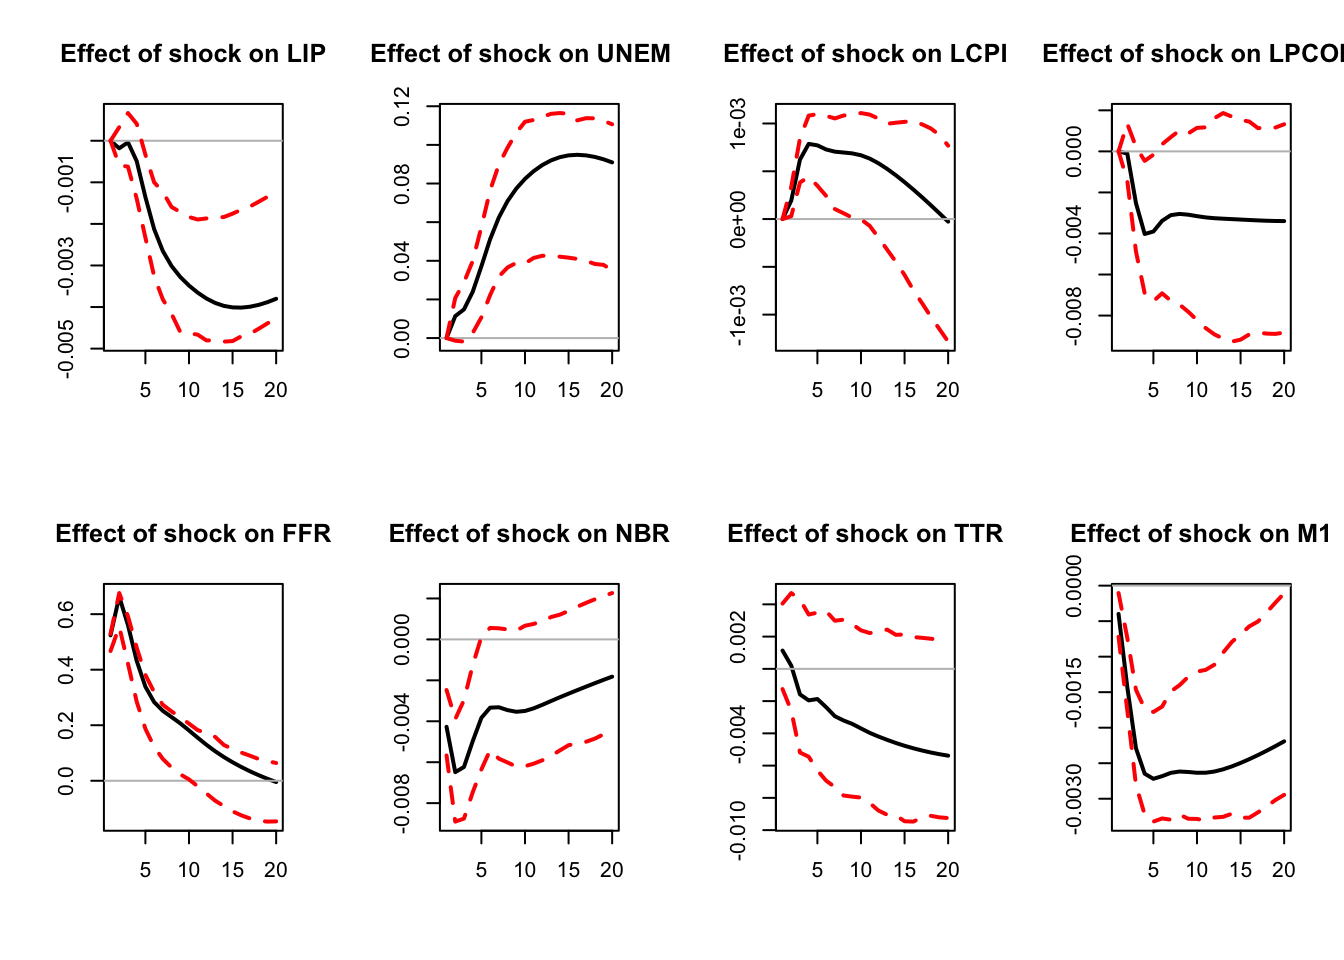 Effect of shock on LIP
-0.001
-0.003
-0.005
5 10 15 20
Effect of shock on UNEM
0.12
0.08
0.04
0.00
5 10 15 20
Effect of shock on LCPI
1e-03
0e+00
-1e-03
5 10 15 20
Effect of shock on LPCO
0.000
-0.004
-0.008
5 10 15 20
Effect of shock on FFR
0.6
0.4
0.2
0.0
5 10 15 20
Effect of shock on NBR
0.000
-0.004
-0.008
5 10 15 20
Effect of shock on TTR
0.002
-0.004
-0.010
5 10 15 20
Effect of shock on M1
0.0000
-0.0015
-0.0030
5 10 15 20